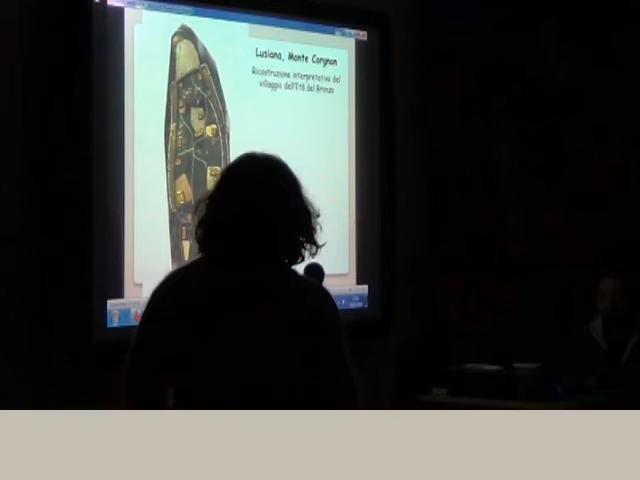 Lusiana, Monte Corgnon
Ricostruzione interpretativa del
villaggio dell'Età del Bronzo